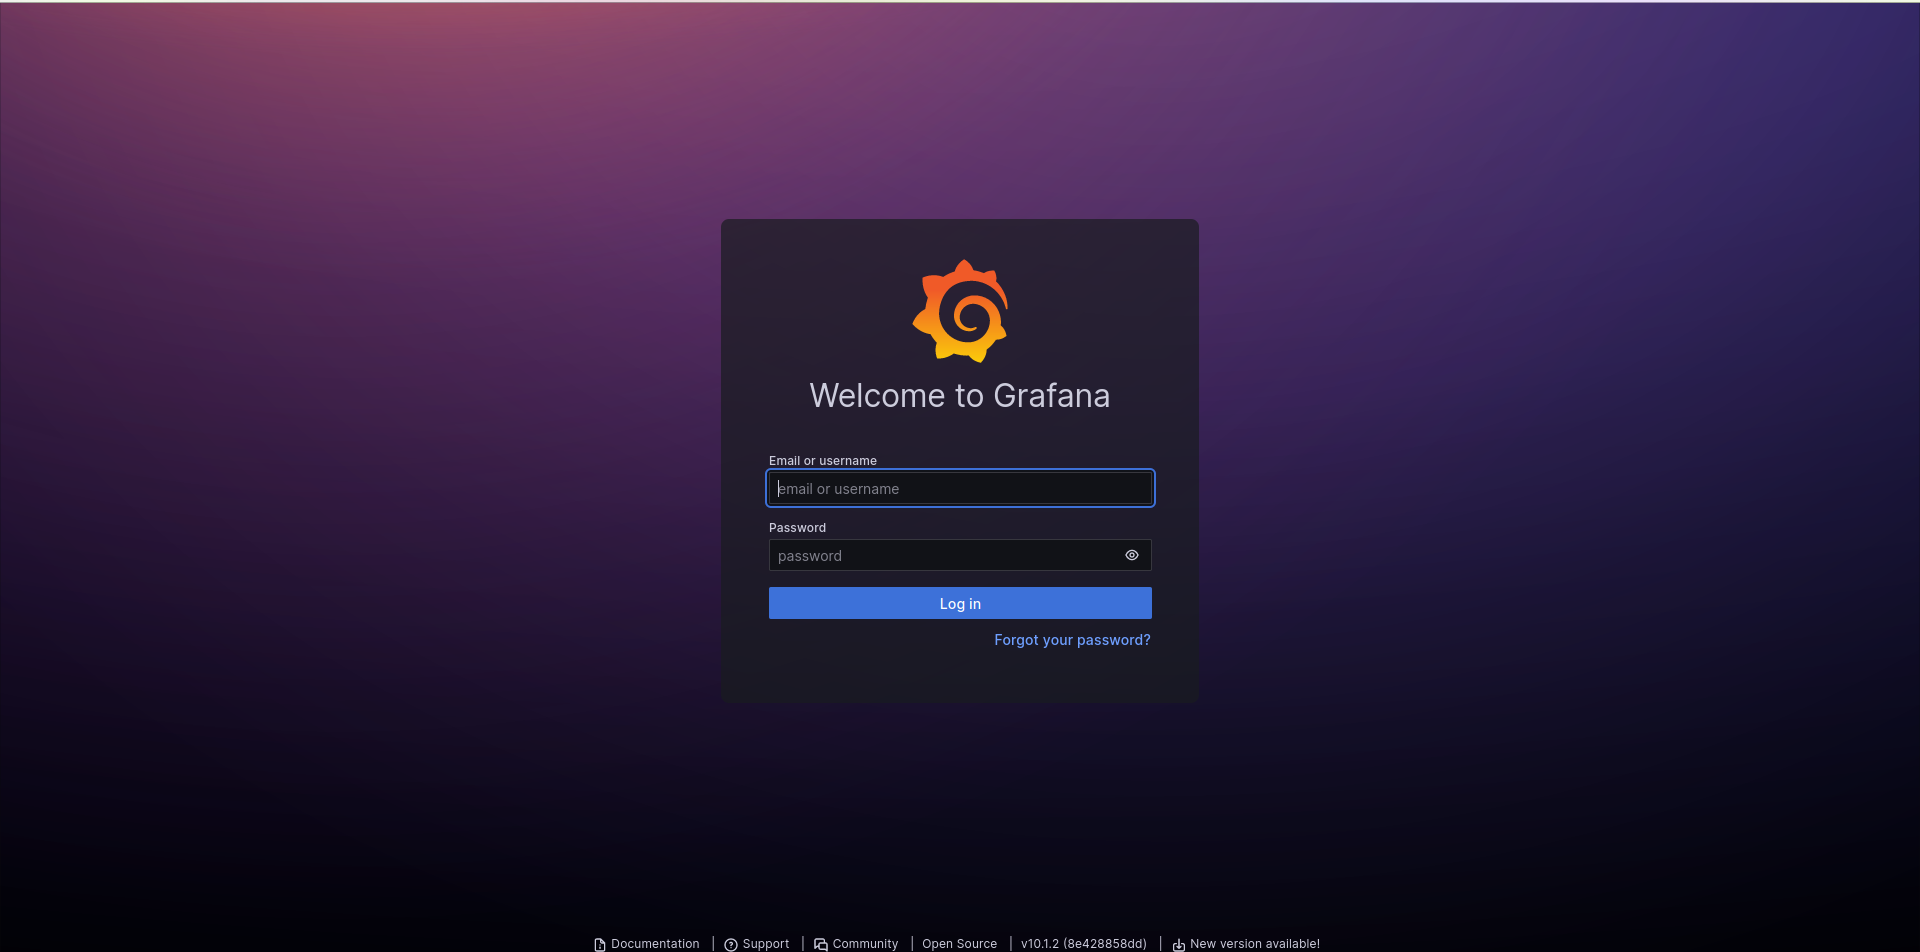 Welcome to Grafana
Email or username
email or username
Password
password
Log in
Forgot your password?
Documentation | Support | Community | Open Source | v10.1.2 (8e428858dd) | New version available!